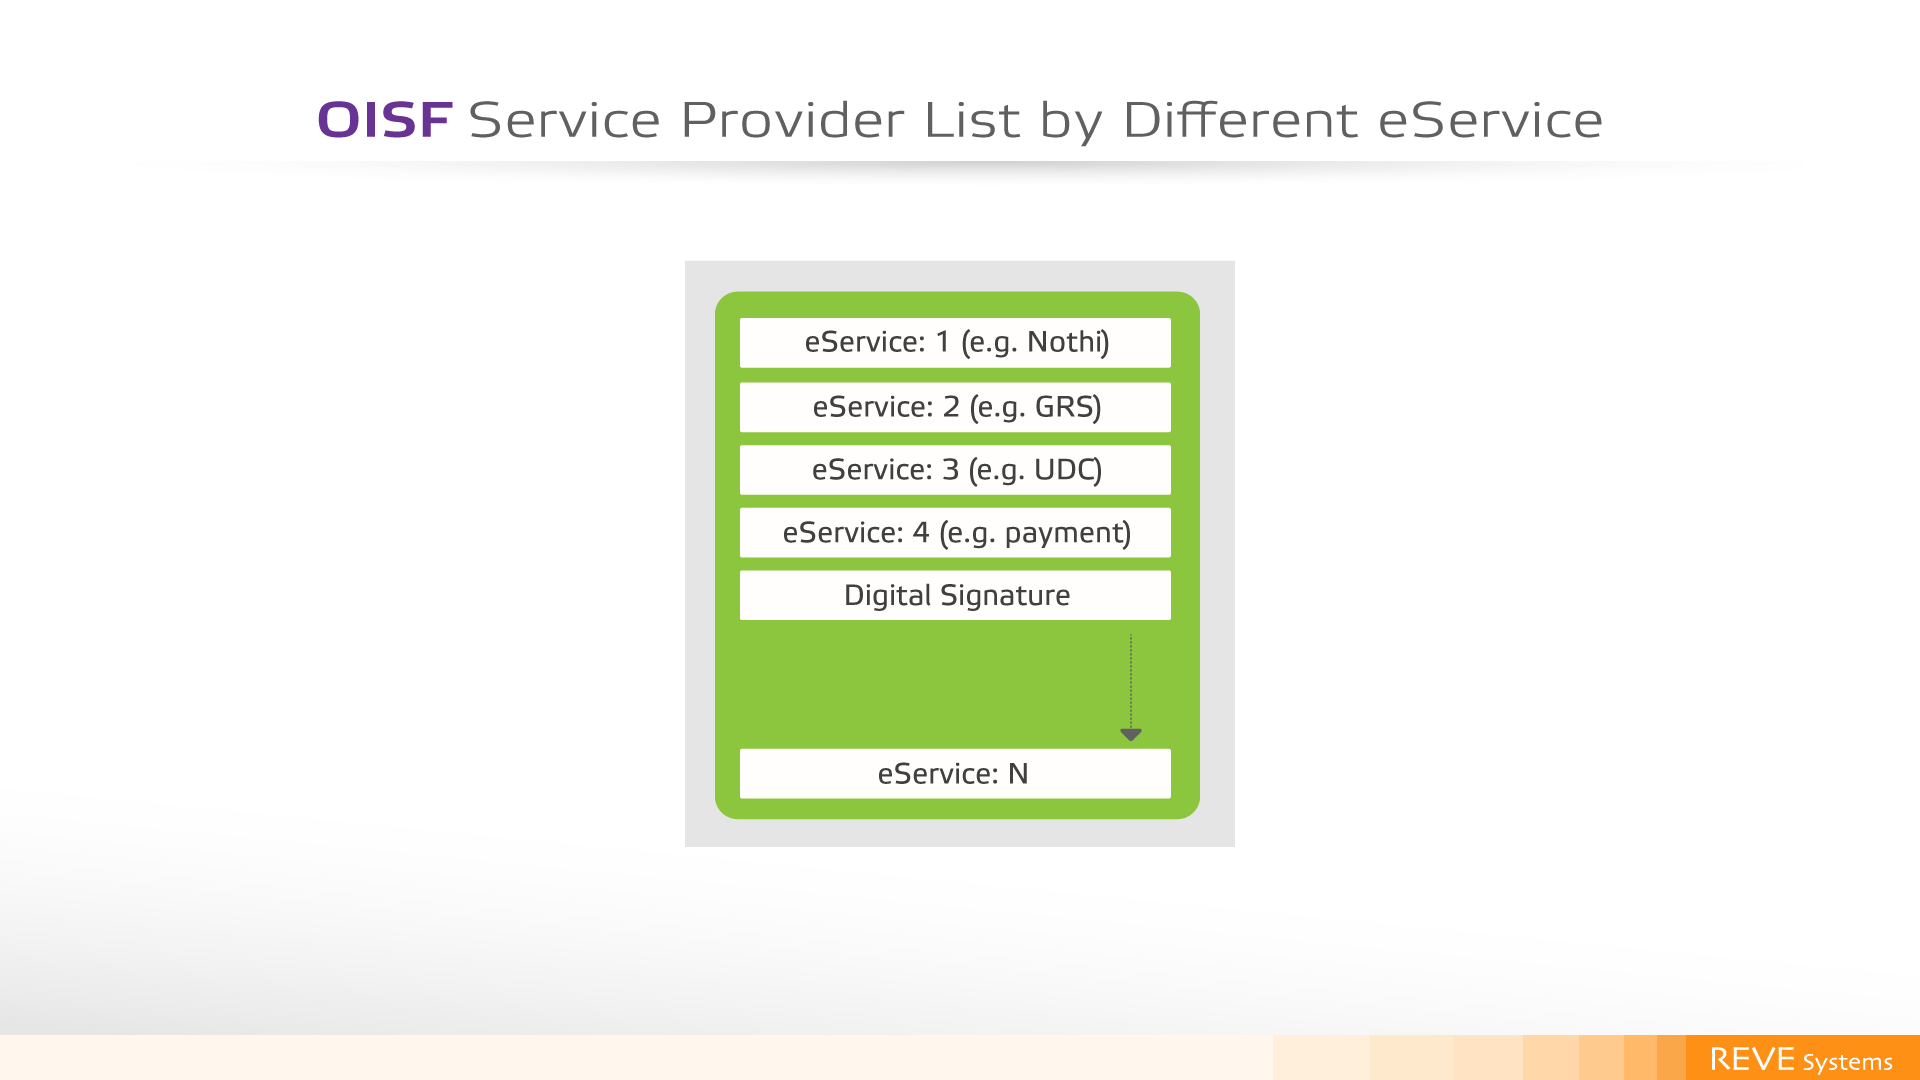 OISF Service Provider List by Different eService
eService: 1 (e.g. Nothi)
eService: 2 (e.g. GRS)
eService: 3 (e.g. UDC)
eService: 4 (e.g. payment)
Digital Signature
eService: N
REVE Systems